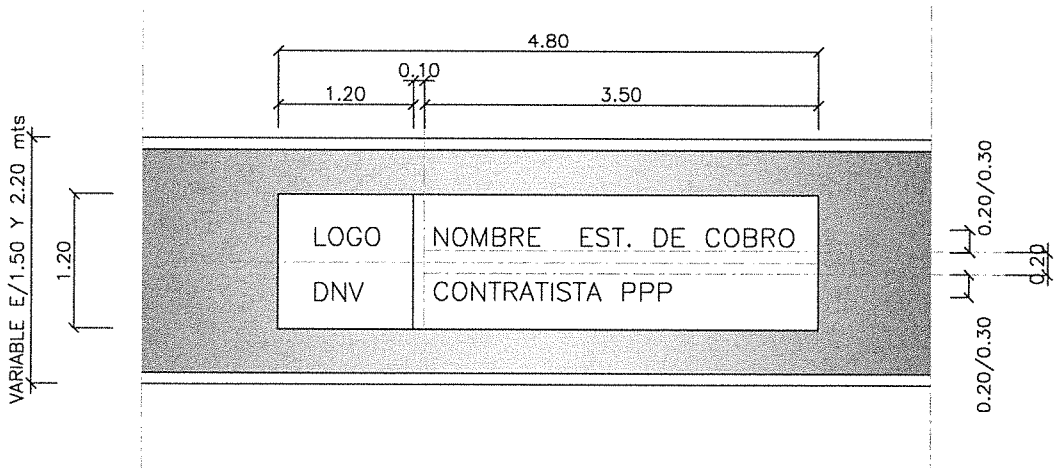 4.80
0.10
1.20
3.50
VARIABLE E/1.50 Y 2.20 mts
1.20
LOGO
NOMBRE EST. DE COBRO
DNV
CONTRATISTA PPP
0.20/0.30
0.20
0.20/0.30